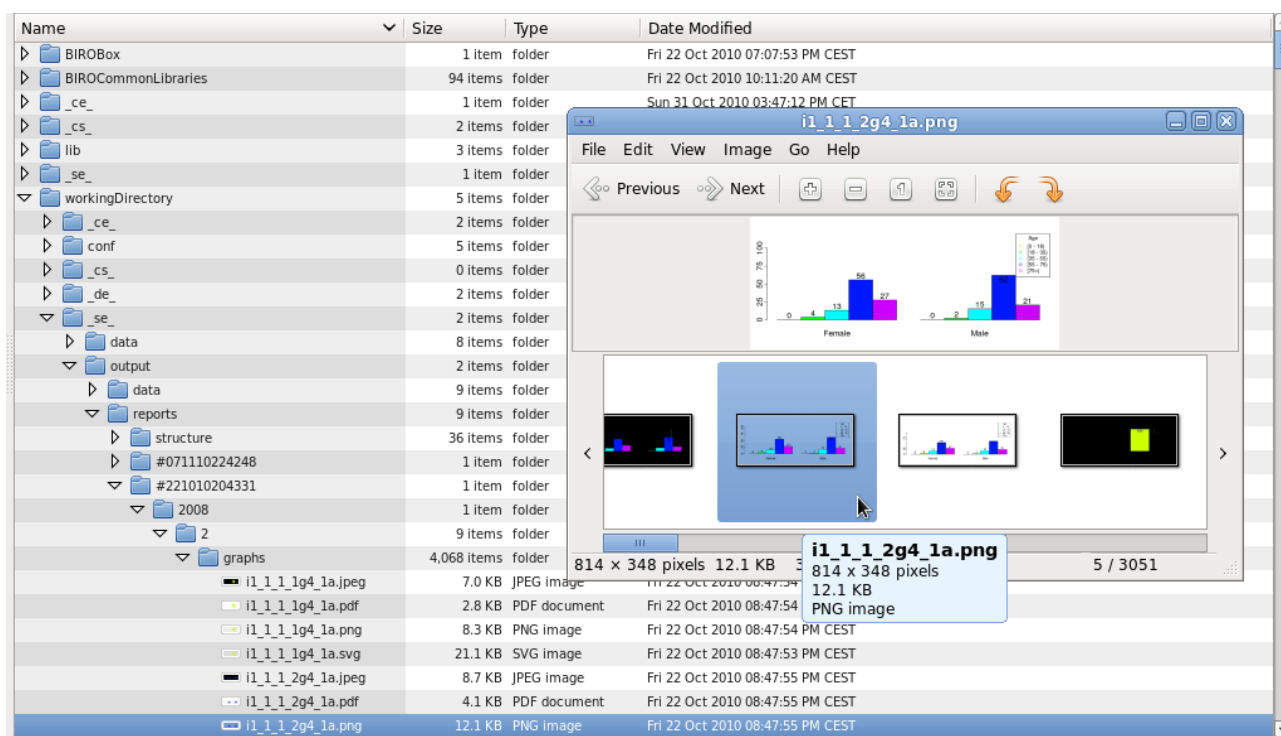 Name Size Type Date Modified
BIROBox 1 item folder Fri 22 Oct 2010 07:07:53 PM CEST
BIROCommonLibraries 94 items folder Fri 22 Oct 2010 10:11:20 AM CEST
_ce_ 1 item folder Sun 31 Oct 2010 03:47:12 PM CET
_cs_ 2 items folder
lib 3 items folder
_se_ 1 item folder
workingDirectory 5 items folder
_ce_ 2 items folder
conf 5 items folder
_cs_ 0 items folder
_de_ 2 items folder
_se_ 2 items folder
data 8 items folder
output 2 items folder
data 9 items folder
reports 9 items folder
structure 36 items folder
#071110224248 1 item folder
#221010204331 1 item folder
2008 1 item folder
2 9 items folder
graphs 4,068 items folder
i1_1_1_1g4_1a.jpeg 7.0 KB JPEG image Fri 22 Oct 2010 08:47:54
i1_1_1_1g4_1a.pdf 2.8 KB PDF document Fri 22 Oct 2010 08:47:54
i1_1_1_1g4_1a.png 8.3 KB PNG image Fri 22 Oct 2010 08:47:54 PM CEST
i1_1_1_1g4_1a.svg 21.1 KB SVG image Fri 22 Oct 2010 08:47:53 PM CEST
i1_1_1_2g4_1a.jpeg 8.7 KB JPEG image Fri 22 Oct 2010 08:47:55 PM CEST
i1_1_1_2g4_1a.pdf 4.1 KB PDF document Fri 22 Oct 2010 08:47:55 PM CEST
i1_1_1_2g4_1a.png 12.1 KB PNG image Fri 22 Oct 2010 08:47:55 PM CEST
i1_1_1_2g4_1a.png
File Edit View Image Go Help
Previous Next
100
75
50
25
0
0 4 13 56 27
0 2 15 21
Female Male
Age
814 × 348 pixels 12.1 KB 5 / 3051
i1_1_1_2g4_1a.png
814 x 348 pixels
12.1 KB
PNG image